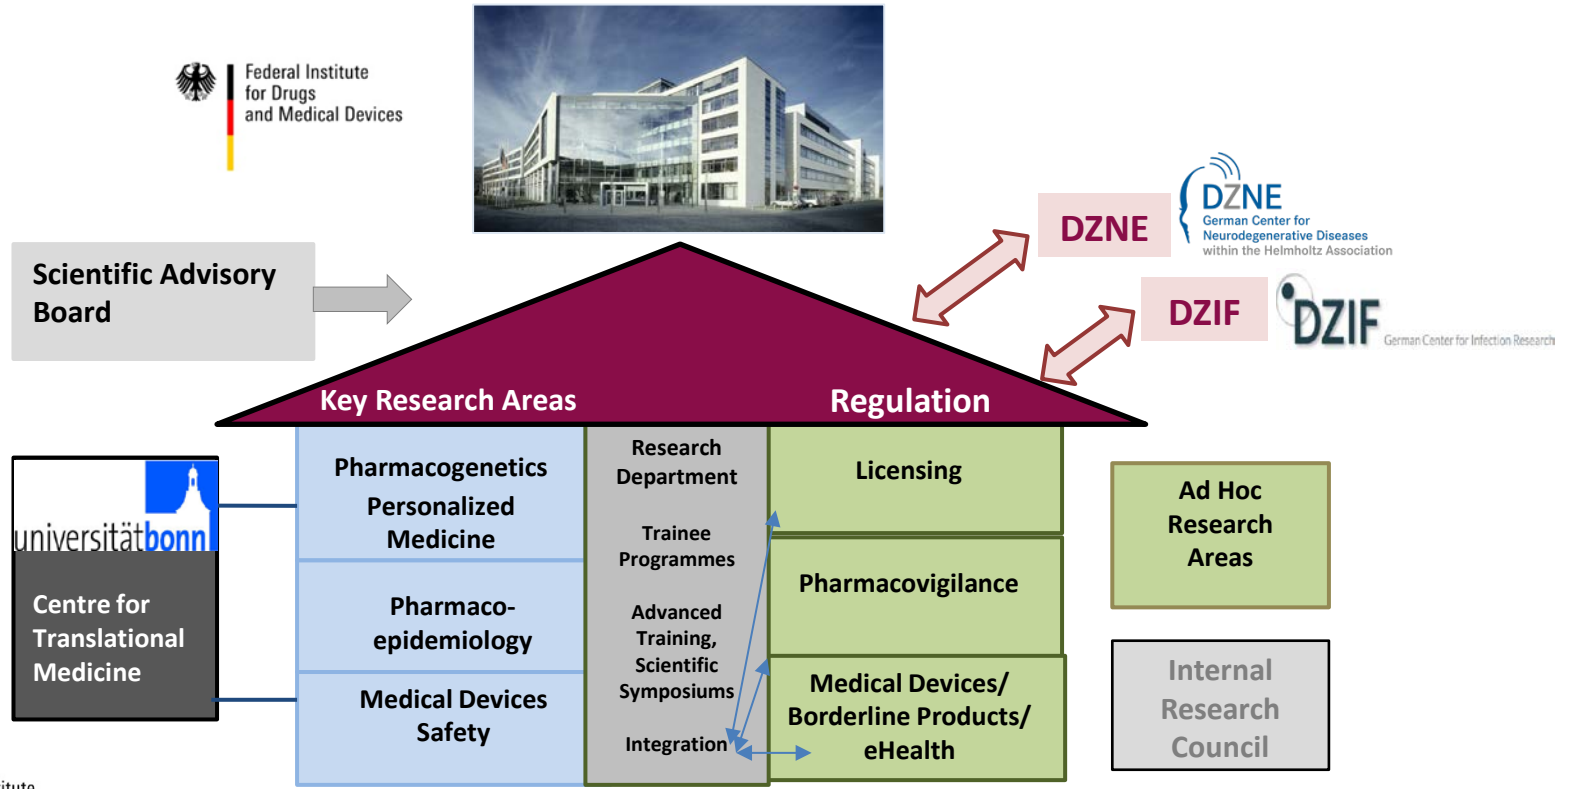 Federal Institute
for Drugs
and Medical Devices
DZNE
DZNE
German Center for
Neurodegenerative Diseases
within the Helmholtz Association
Scientific Advisory
Board
DZIF
DZIF
German Center for Infection Research
Key Research Areas
Regulation
universitätbonn
Centre for
Translational
Medicine
Pharmacogenetics
Personalized
Medicine
Pharmaco-
epidemiology
Medical Devices
Safety
Research
Department
Trainee
Programmes
Advanced
Training,
Scientific
Symposiums
Integration
Licensing
Pharmacovigilance
Medical Devices/
Borderline Products/
eHealth
Ad Hoc
Research
Areas
Internal
Research
Council